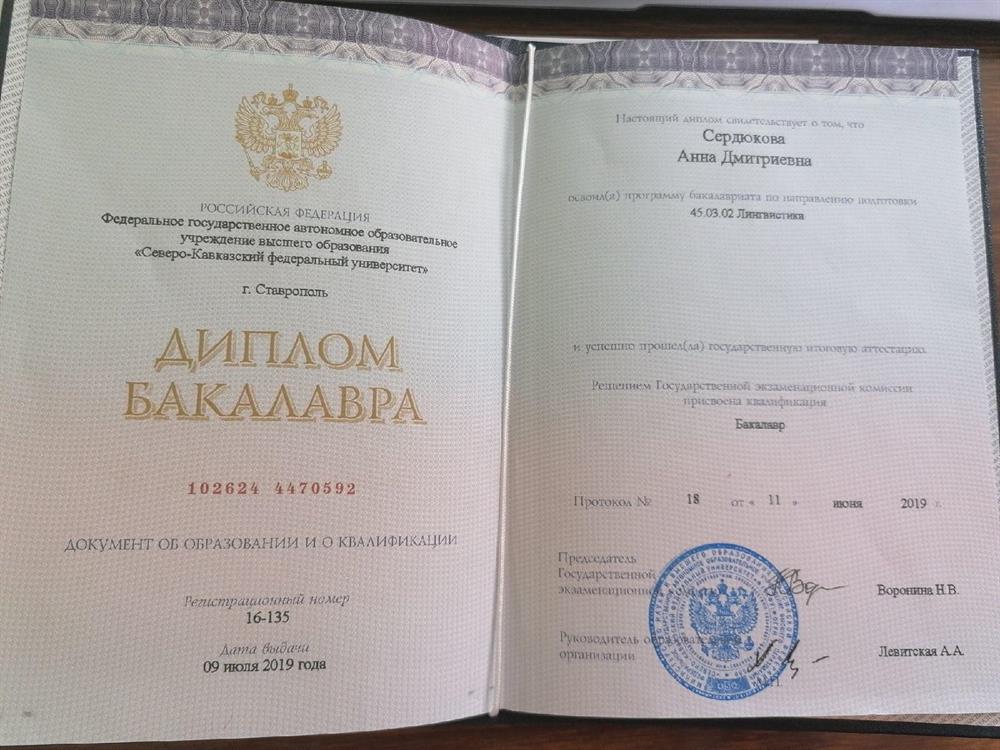 РОССИЙСКАЯ ФЕДЕРАЦИЯ
Федеральное государственное автономное образовательное
учреждение высшего образования
«Северо-Кавказский федеральный университет»
г. Ставрополь
ДИПЛОМ
БАКАЛАВРА
102624 4470592
ДОКУМЕНТ ОБ ОБРАЗОВАНИИ И О КВАЛИФИКАЦИИ
Регистрационный номер
16-135
Дата выдачи
09 июля 2019 года
Настоящий диплом свидетельствует о том, что
Сердюкова
Анна Дмитриевна
освоил(а) программу бакалавриата по направлению подготовки
45.03.02 Лингвистика
и успешно прошел(ла) государственную итоговую аттестацию
Решением Государственной экзаменационной комиссии
присвоена квалификация
Бакалавр
Протокол № 18 от « 11 » июня 2019 г.
Председатель
Государственной
экзаменационной
Воронина Н.В.
Руководитель образовательной
организации
Левитская А.А.